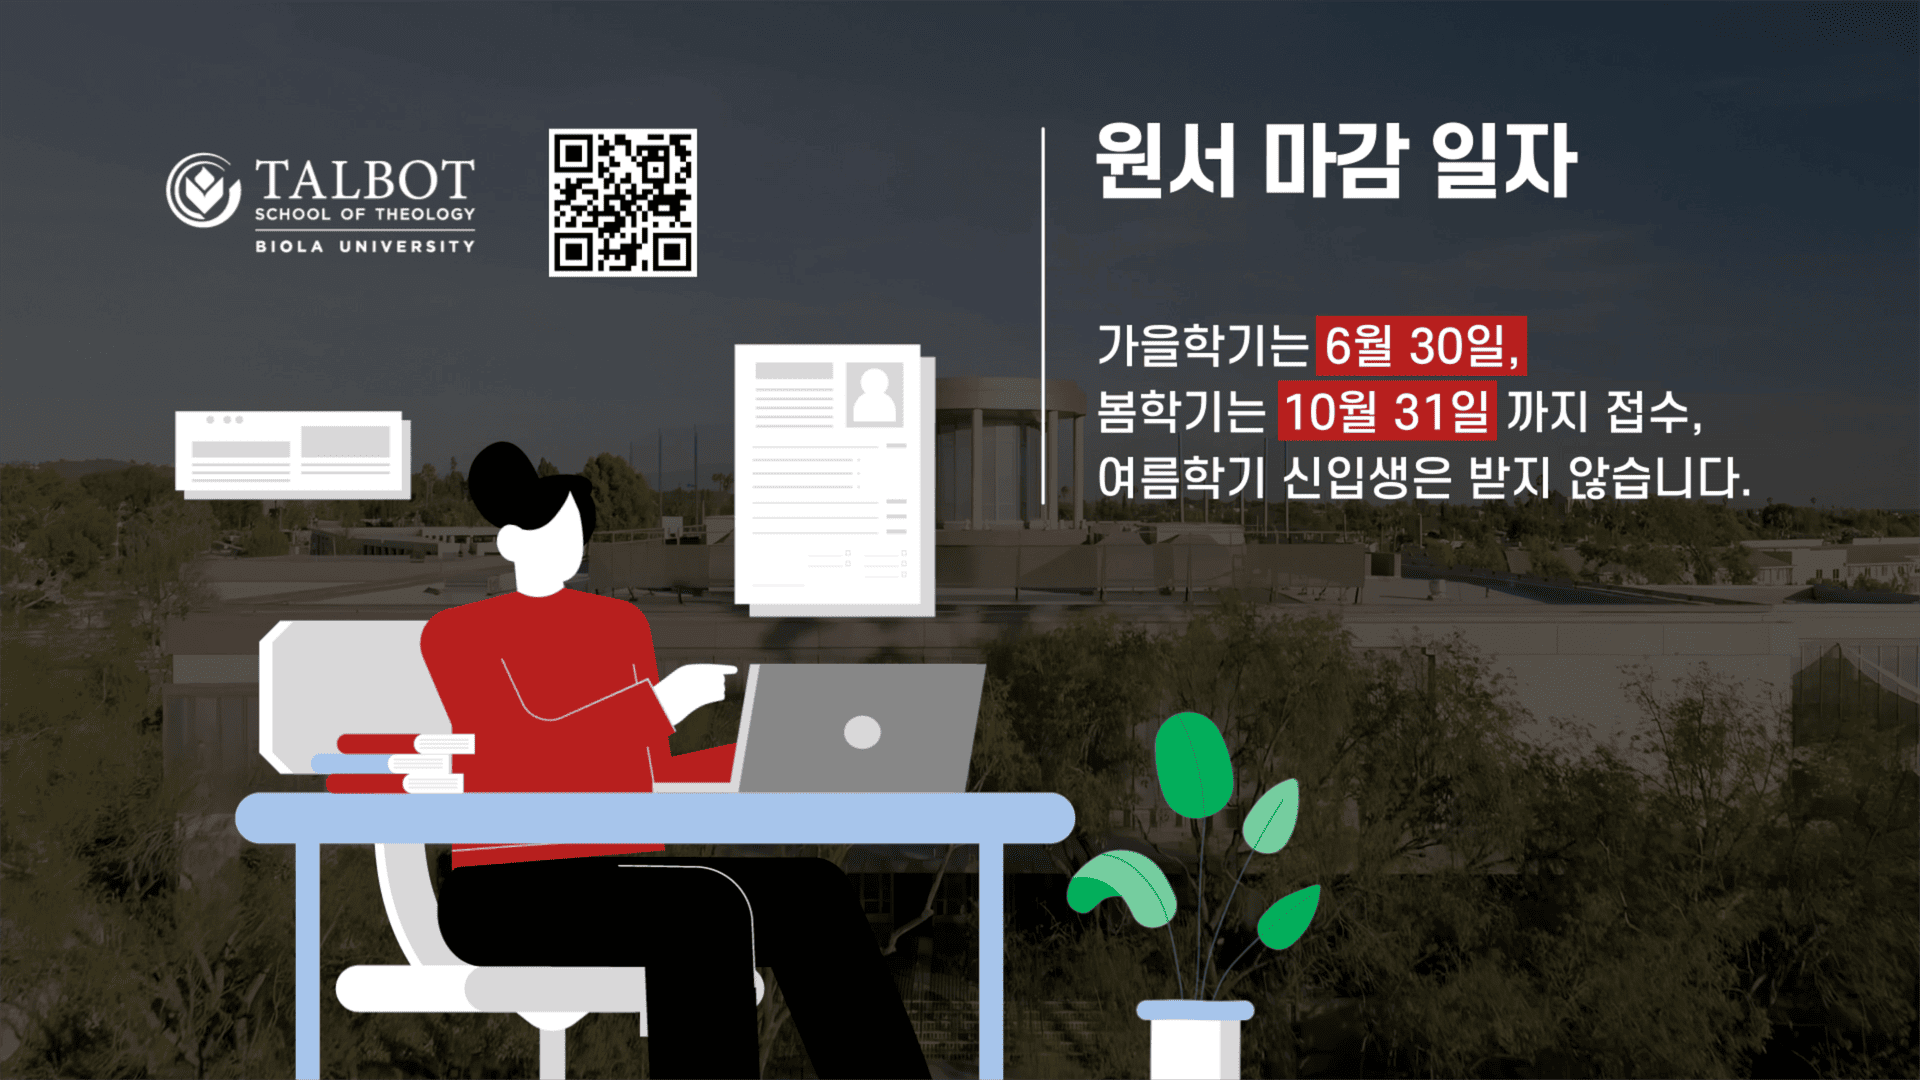 TALBOT
SCHOOL OF THEOLOGY
BIOLA UNIVERSITY
원서 마감 일자
가을학기는 6월 30일,
봄학기는 10월 31일 까지 접수,
여름학기 신입생은 받지 않습니다.